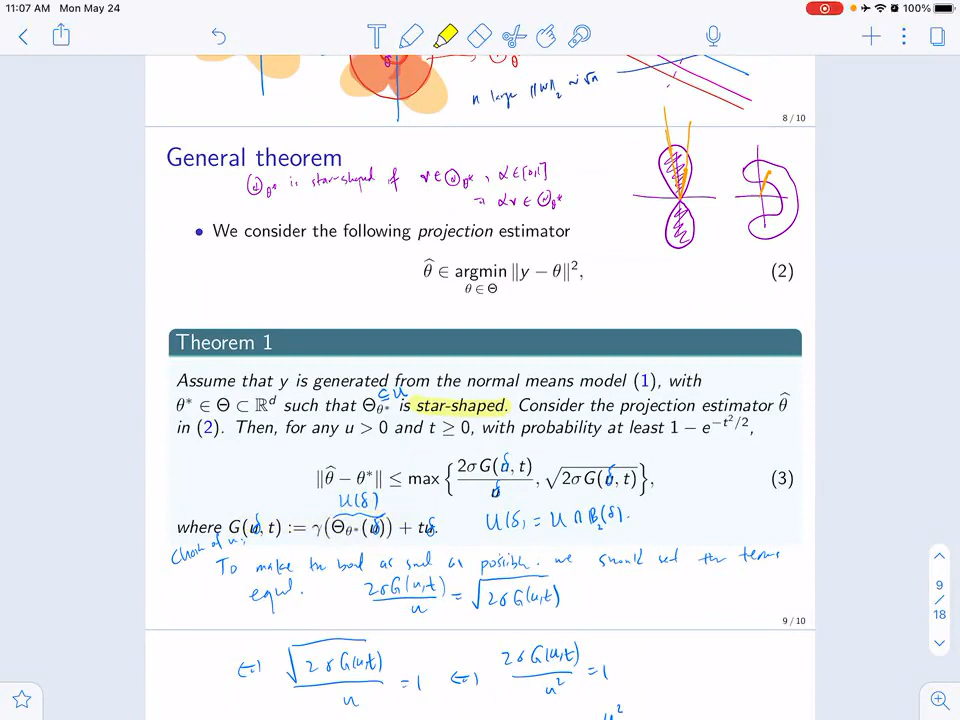 11:07 AM Mon May 24
100%
n large ‖w‖₂ ~ √n
8 / 10
General theorem
Θ_θ* is star-shaped if v ∈ Θ_θ*, α ∈ [0,1]
⇒ αv ∈ Θ_θ*
• We consider the following projection estimator
θ̂ ∈ argmin ‖y − θ‖², (2)
θ ∈ Θ
Theorem 1
Assume that y is generated from the normal means model (1), with
⊆ U
θ* ∈ Θ ⊂ ℝᵈ such that Θ_θ* is star-shaped. Consider the projection estimator θ̂
in (2). Then, for any u > 0 and t ≥ 0, with probability at least 1 − e^{−t²/2},
‖θ̂ − θ*‖ ≤ max { 2σG(u, t) / u, √2σG(u, t) }, (3)
δ δ δ
U(δ)
U(δ) = U ∩ B₂(δ).
where G(u, t) := γ(Θ_θ*(u)) + tu.
δ δ δ
Choice of u:
To make the bound as small as possible, we should set the terms
equal. 2σG(u,t) / u = √2σG(u,t)
9 / 10
⇔ √2σG(u,t) / u = 1 ⇔ 2σG(u,t) / u² = 1
u²
9
/
18